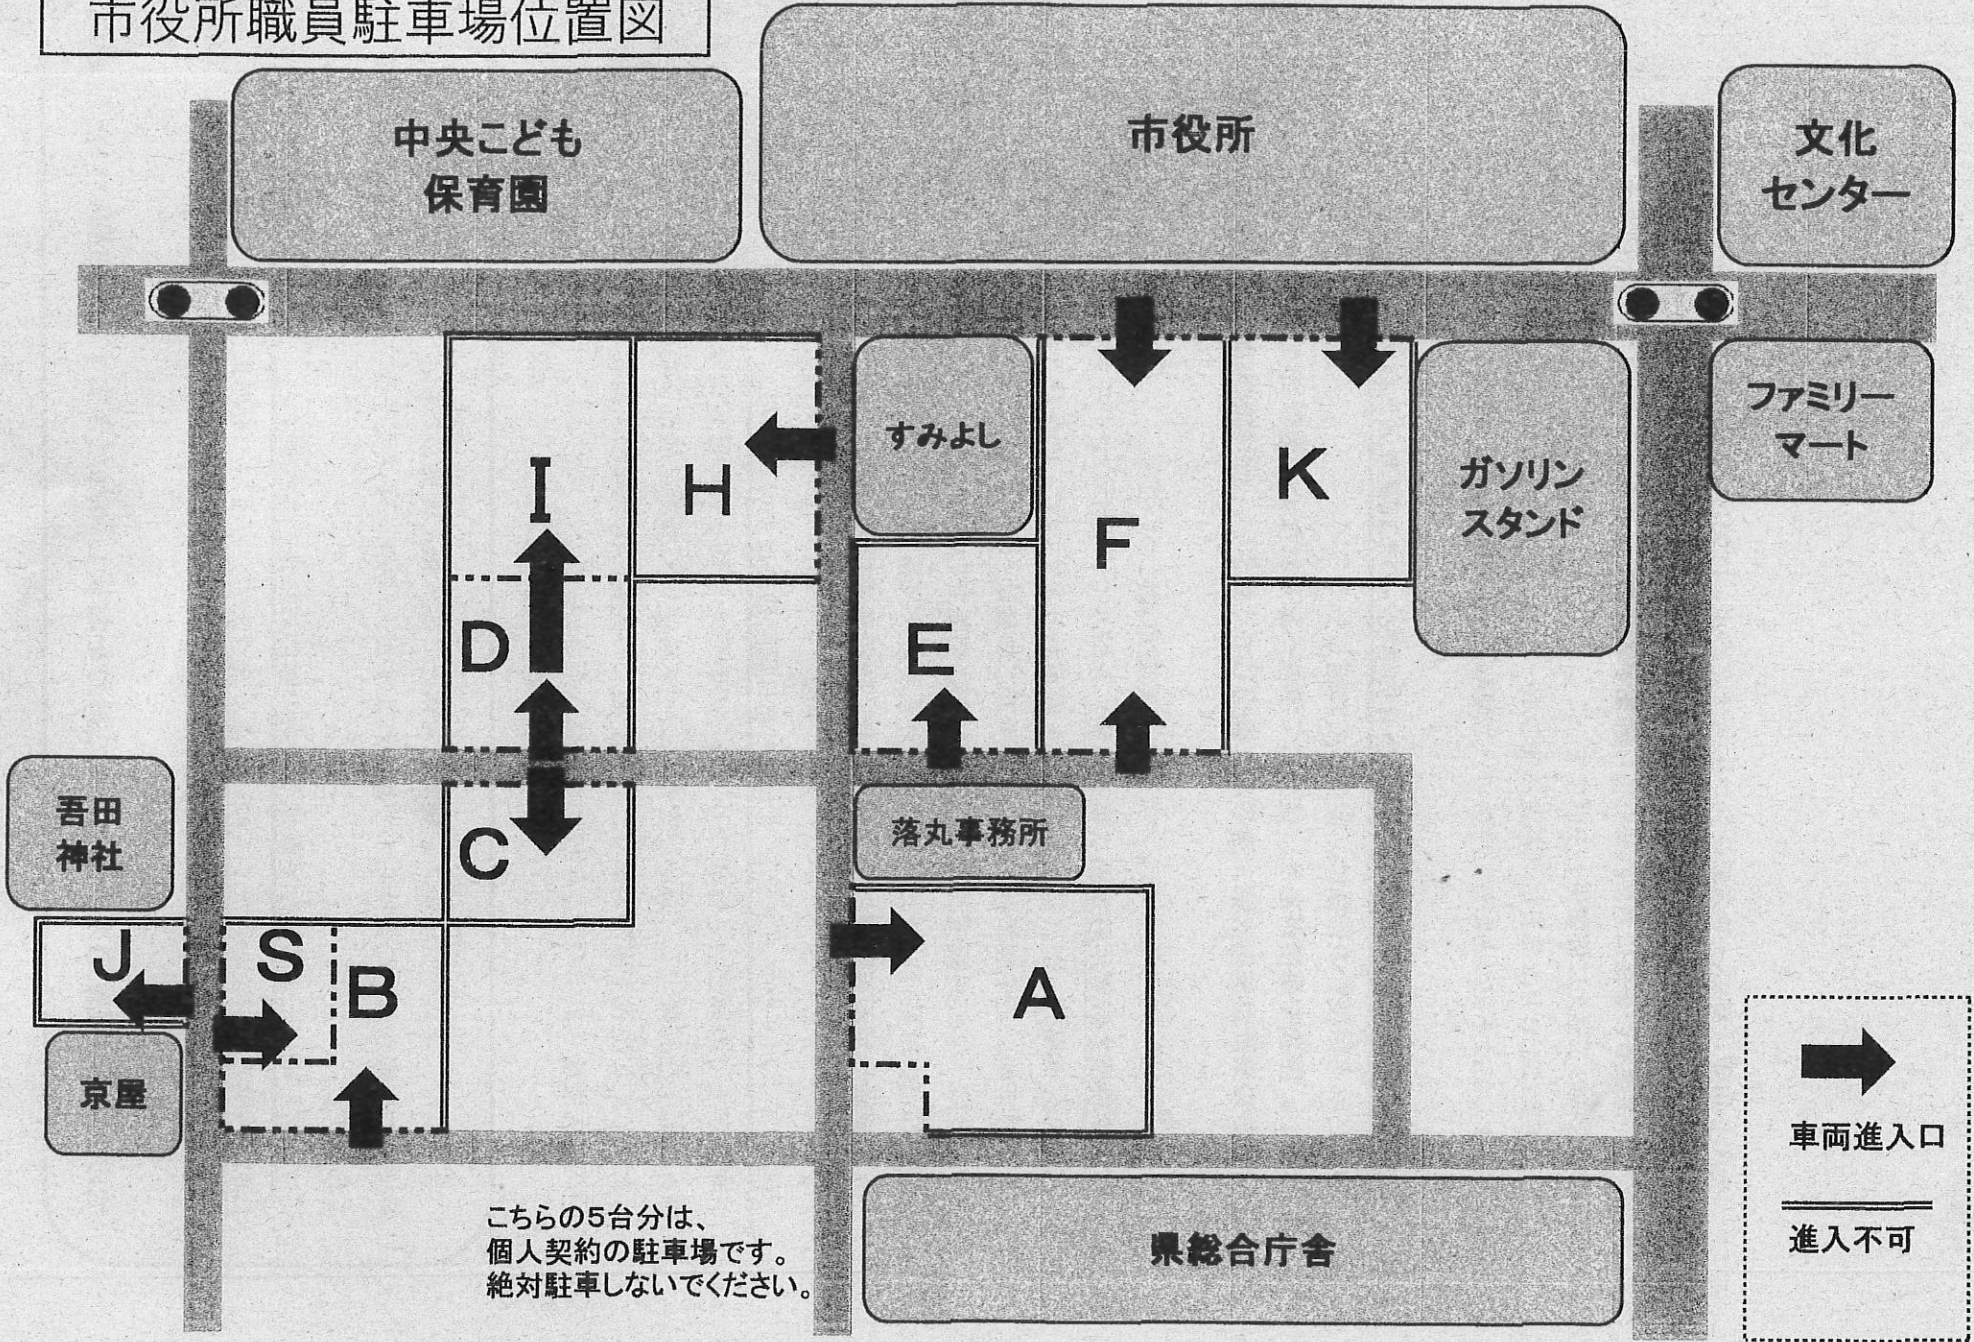 市役所職員駐車場位置図
中央こども
保育園
市役所
文化
センター
I
H
すみよし
F
K
ガソリン
スタンド
ファミリー
マート
D
E
吾田
神社
C
落丸事務所
J
S
B
A
京屋
車両進入口
進入不可
こちらの5台分は、
個人契約の駐車場です。
絶対駐車しないでください。
県総合庁舎